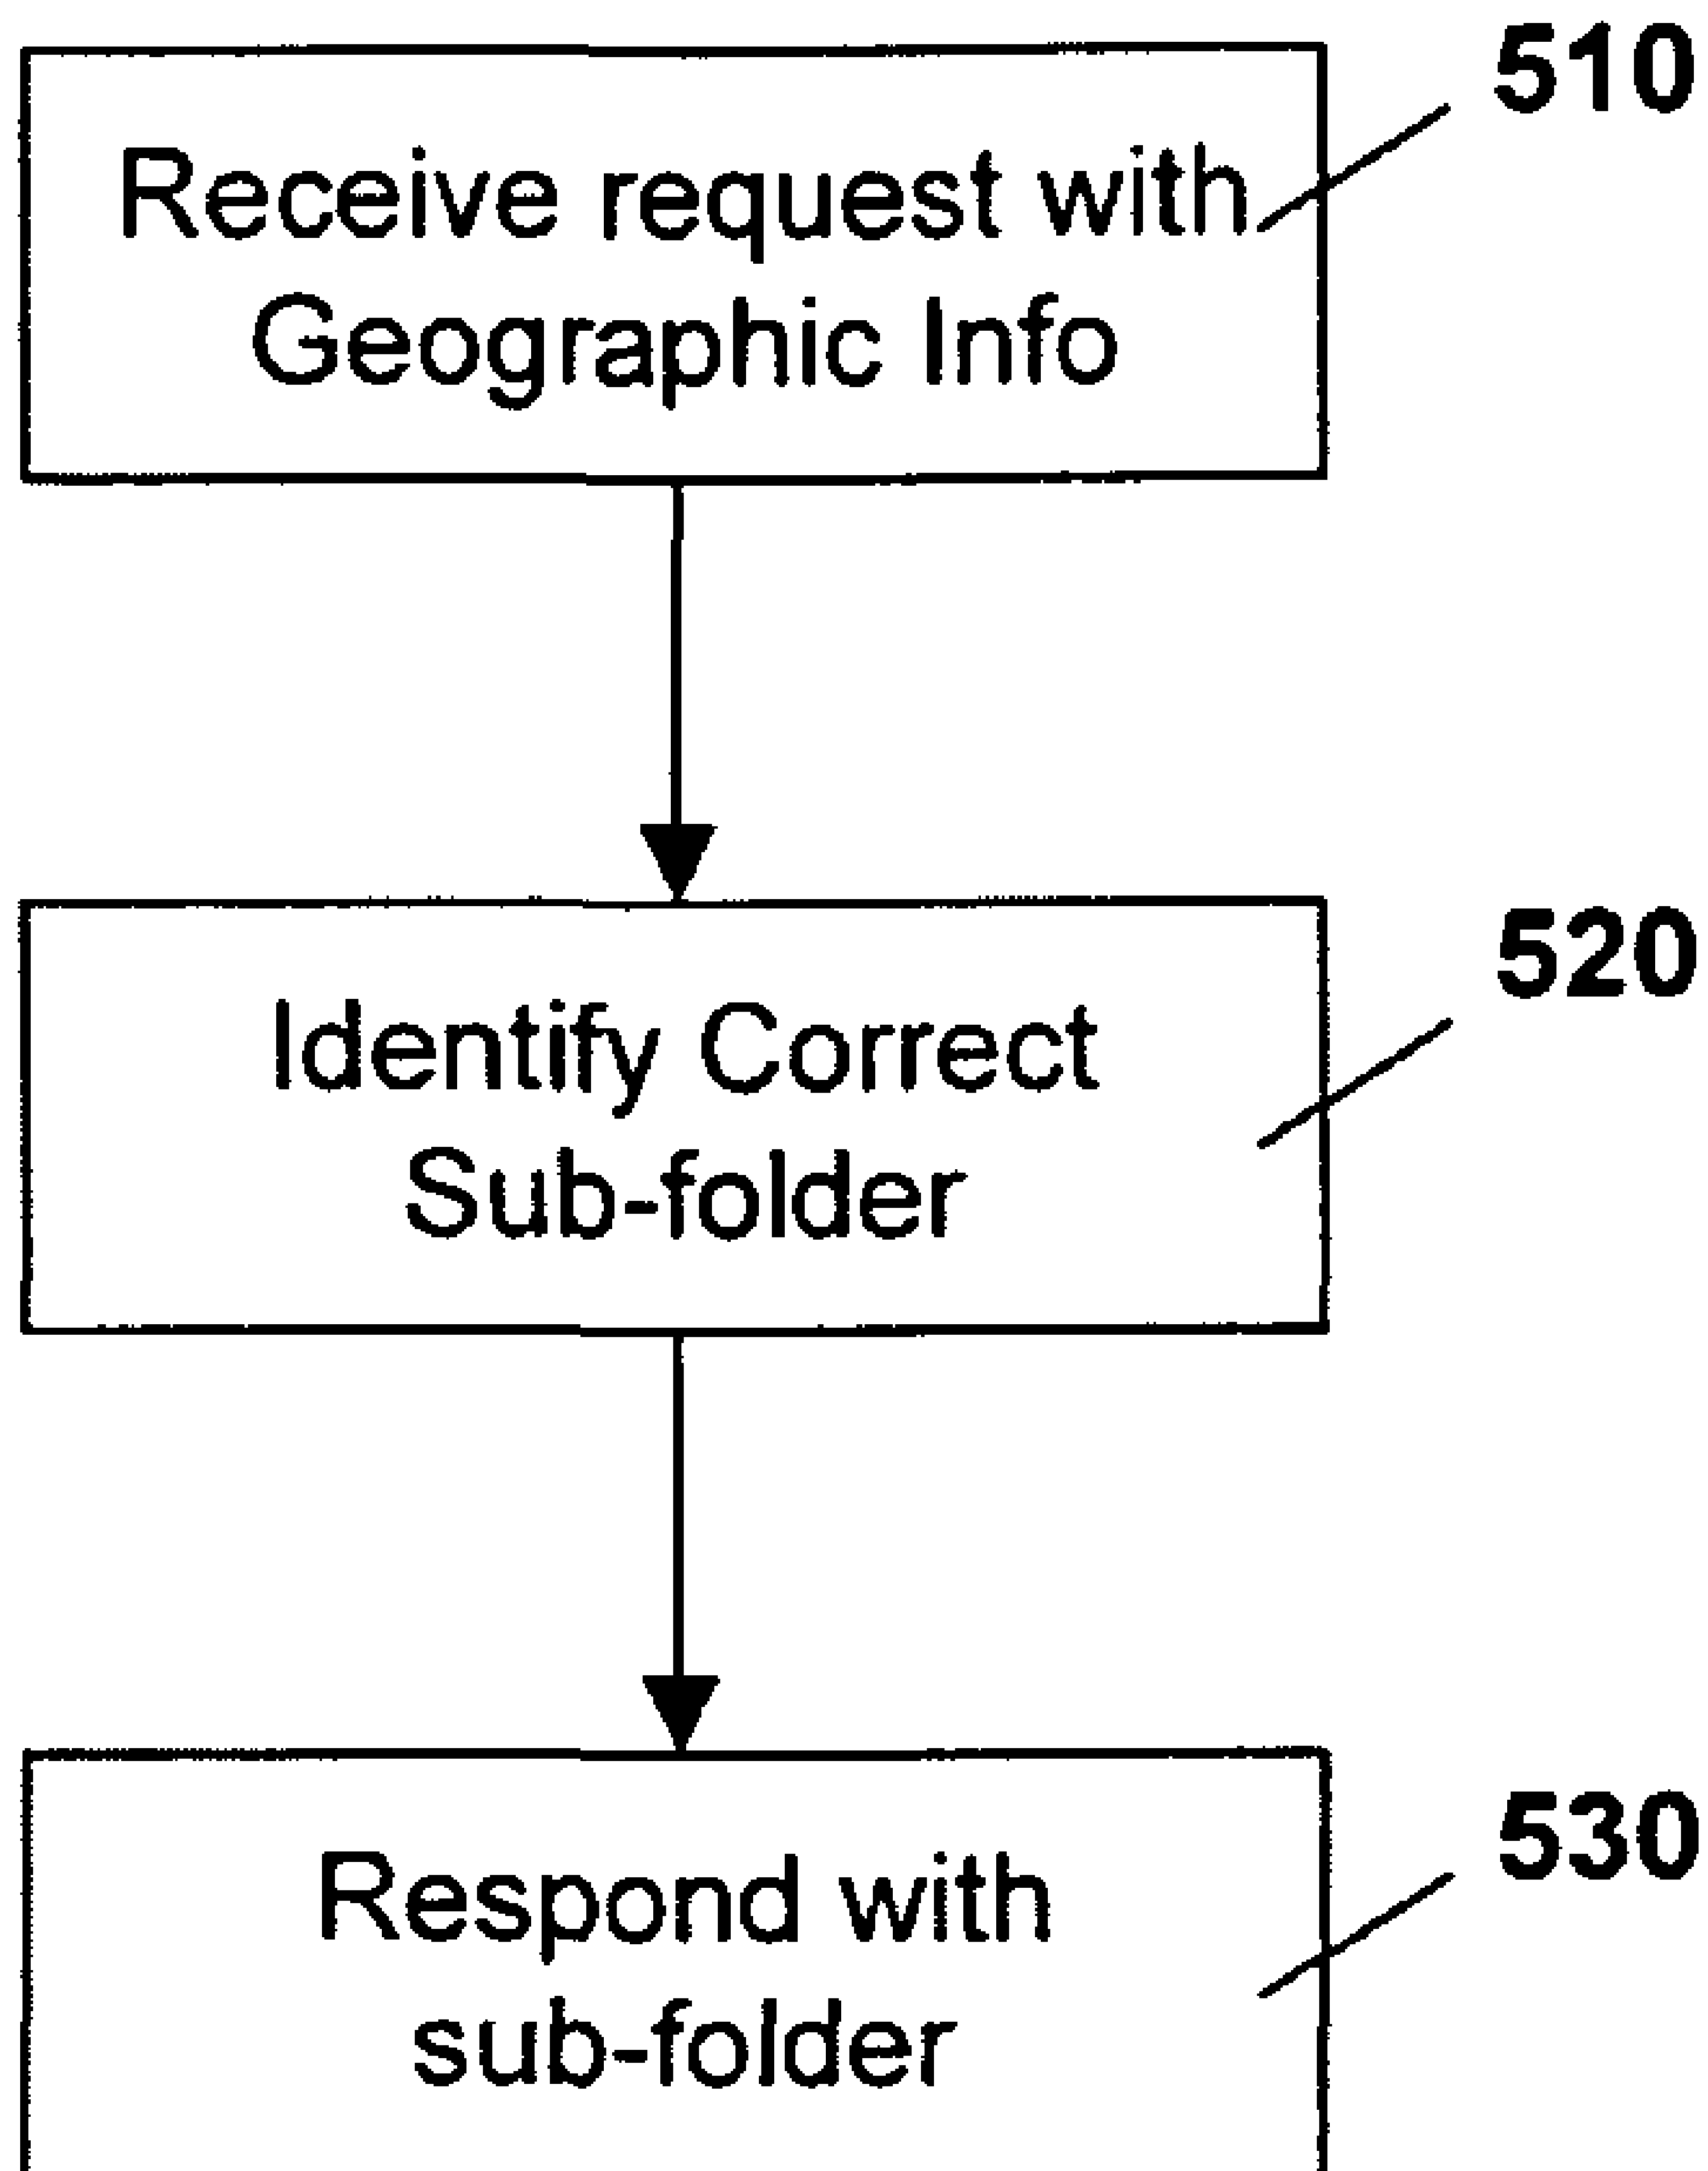 510
Receive request with
Geographic Info
520
Identify Correct
Sub-folder
530
Respond with
sub-folder